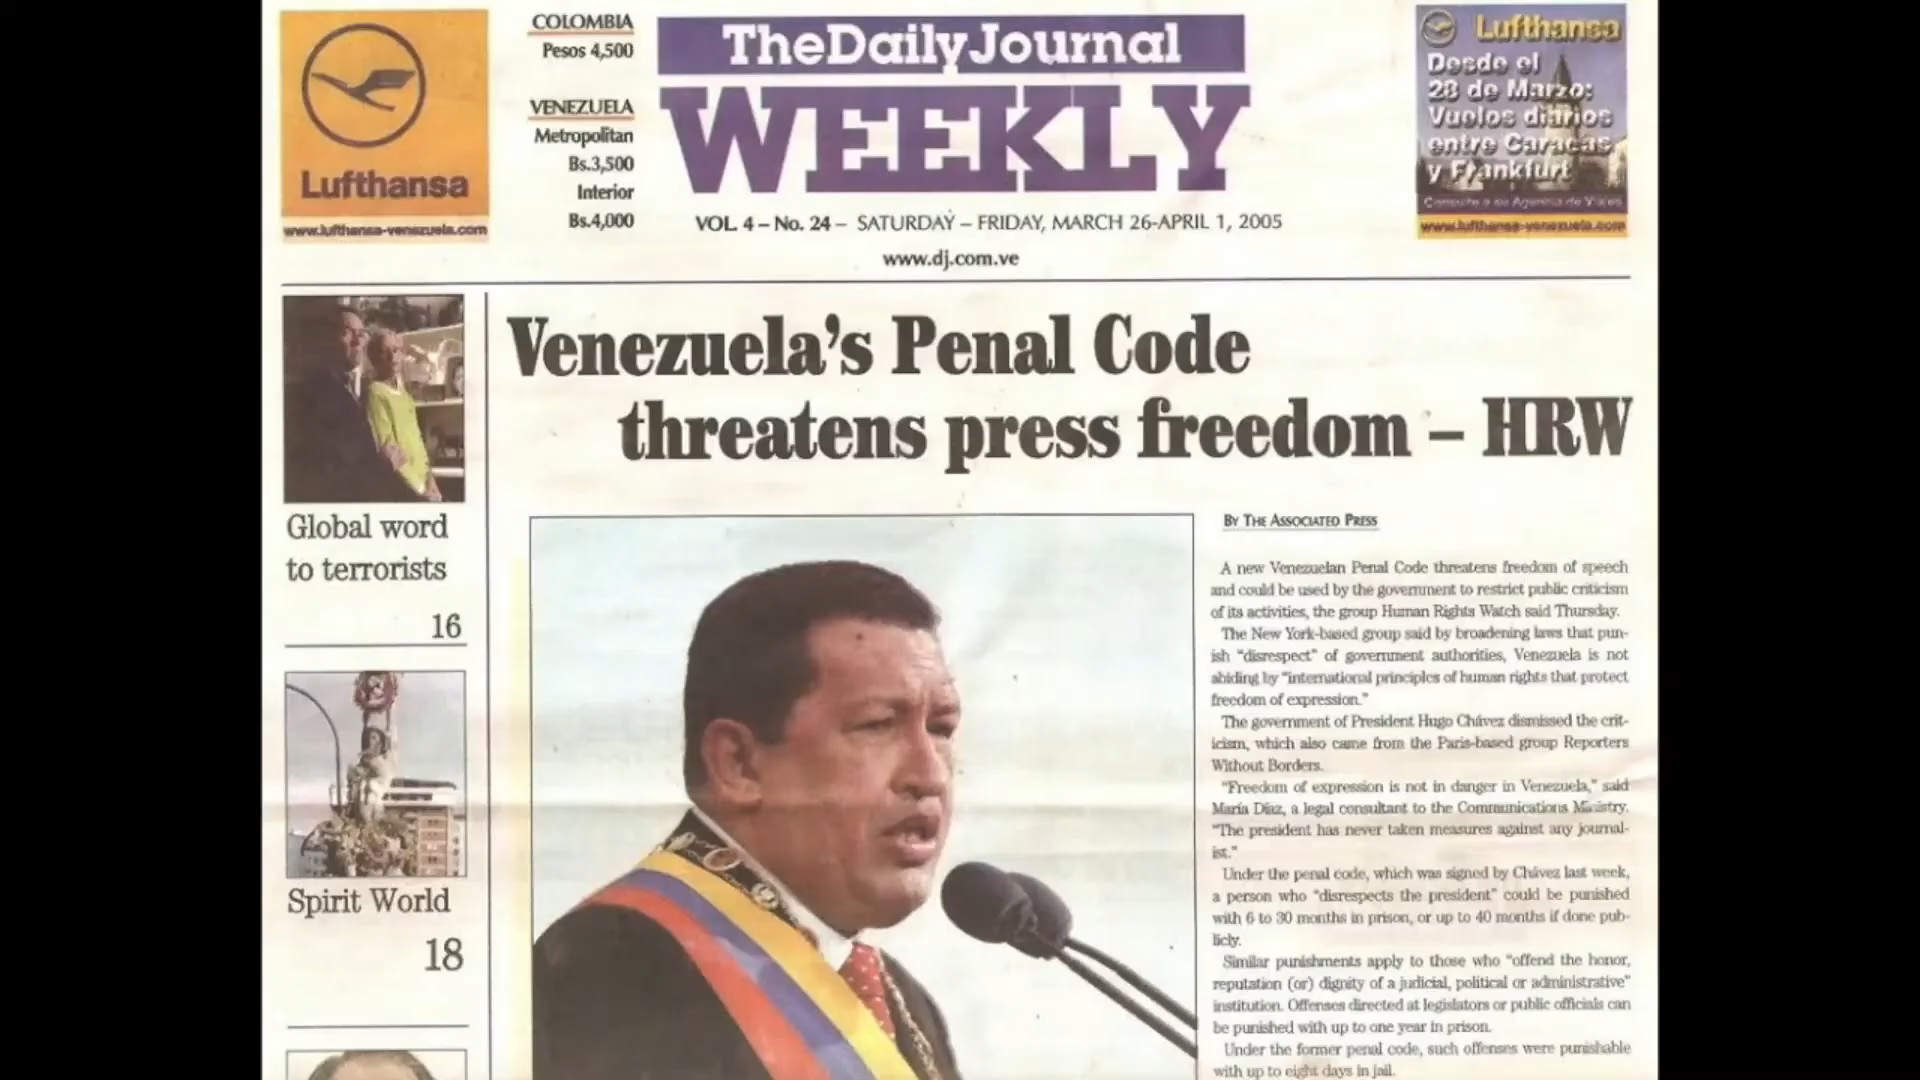 Lufthansa
www.lufthansa-venezuela.com
COLOMBIA
Pesos 4,500
VENEZUELA
Metropolitan
Bs.3,500
Interior
Bs.4,000
TheDailyJournal
WEEKLY
VOL. 4 – No. 24 – SATURDAY – FRIDAY, MARCH 26-APRIL 1, 2005
www.dj.com.ve
Lufthansa
Desde el
28 de Marzo:
Vuelos diarios
entre Caracas
y Frankfurt
Consulte a su Agencia de Viajes
www.lufthansa-venezuela.com
Global word
to terrorists
16
Spirit World
18
Venezuela's Penal Code
threatens press freedom – HRW
BY THE ASSOCIATED PRESS
A new Venezuelan Penal Code threatens freedom of speech
and could be used by the government to restrict public criticism
of its activities, the group Human Rights Watch said Thursday.
The New York-based group said by broadening laws that pun-
ish "disrespect" of government authorities, Venezuela is not
abiding by "international principles of human rights that protect
freedom of expression."
The government of President Hugo Chávez dismissed the crit-
icism, which also came from the Paris-based group Reporters
Without Borders.
"Freedom of expression is not in danger in Venezuela," said
María Díaz, a legal consultant to the Communications Ministry.
"The president has never taken measures against any journal-
ist."
Under the penal code, which was signed by Chávez last week,
a person who "disrespects the president" could be punished
with 6 to 30 months in prison, or up to 40 months if done pub-
licly.
Similar punishments apply to those who "offend the honor,
reputation (or) dignity of a judicial, political or administrative"
institution. Offenses directed at legislators or public officials can
be punished with up to one year in prison.
Under the former penal code, such offenses were punishable
with up to eight days in jail.